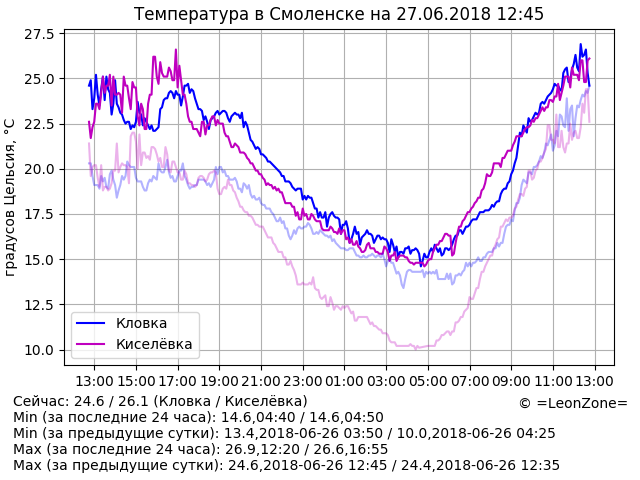 Температура в Смоленске на 27.06.2018 12:45
27.5
25.0
22.5
20.0
17.5
15.0
12.5
10.0
градусов Цельсия, °C
Кловка
Киселёвка
13:00 15:00 17:00 19:00 21:00 23:00 01:00 03:00 05:00 07:00 09:00 11:00 13:00
Сейчас: 24.6 / 26.1 (Кловка / Киселёвка)
© =LeonZone=
Min (за последние 24 часа): 14.6,04:40 / 14.6,04:50
Min (за предыдущие сутки): 13.4,2018-06-26 03:50 / 10.0,2018-06-26 04:25
Max (за последние 24 часа): 26.9,12:20 / 26.6,16:55
Max (за предыдущие сутки): 24.6,2018-06-26 12:45 / 24.4,2018-06-26 12:35